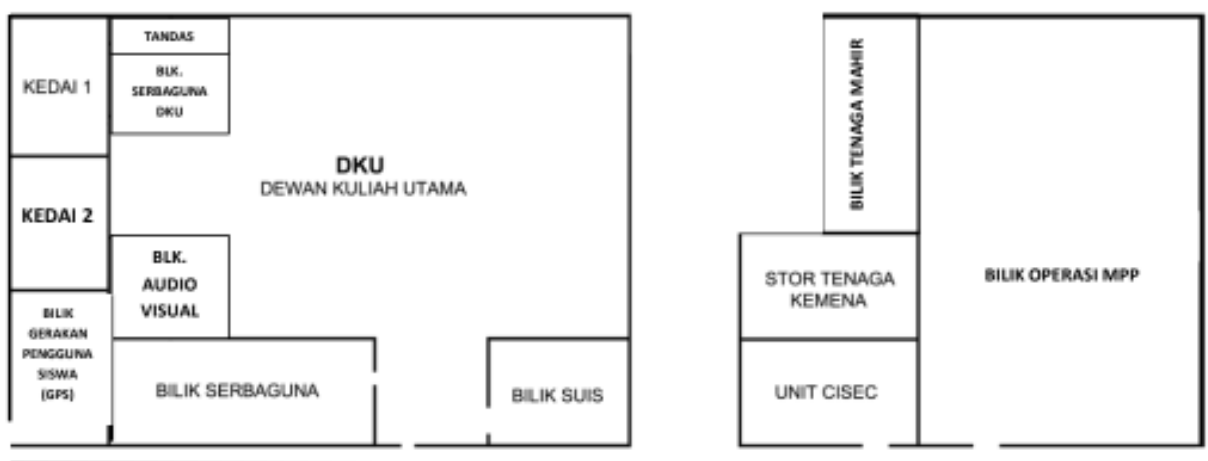 KEDAI 1
TANDAS
BLK.
SERBAGUNA
DKU
DKU
DEWAN KULIAH UTAMA
KEDAI 2
BLK.
AUDIO
VISUAL
BILIK
GERAKAN
PENGGUNA
SISWA
(GPS)
BILIK SERBAGUNA
BILIK SUIS
BILIK TENAGA MAHIR
STOR TENAGA
KEMENA
BILIK OPERASI MPP
UNIT CISEC